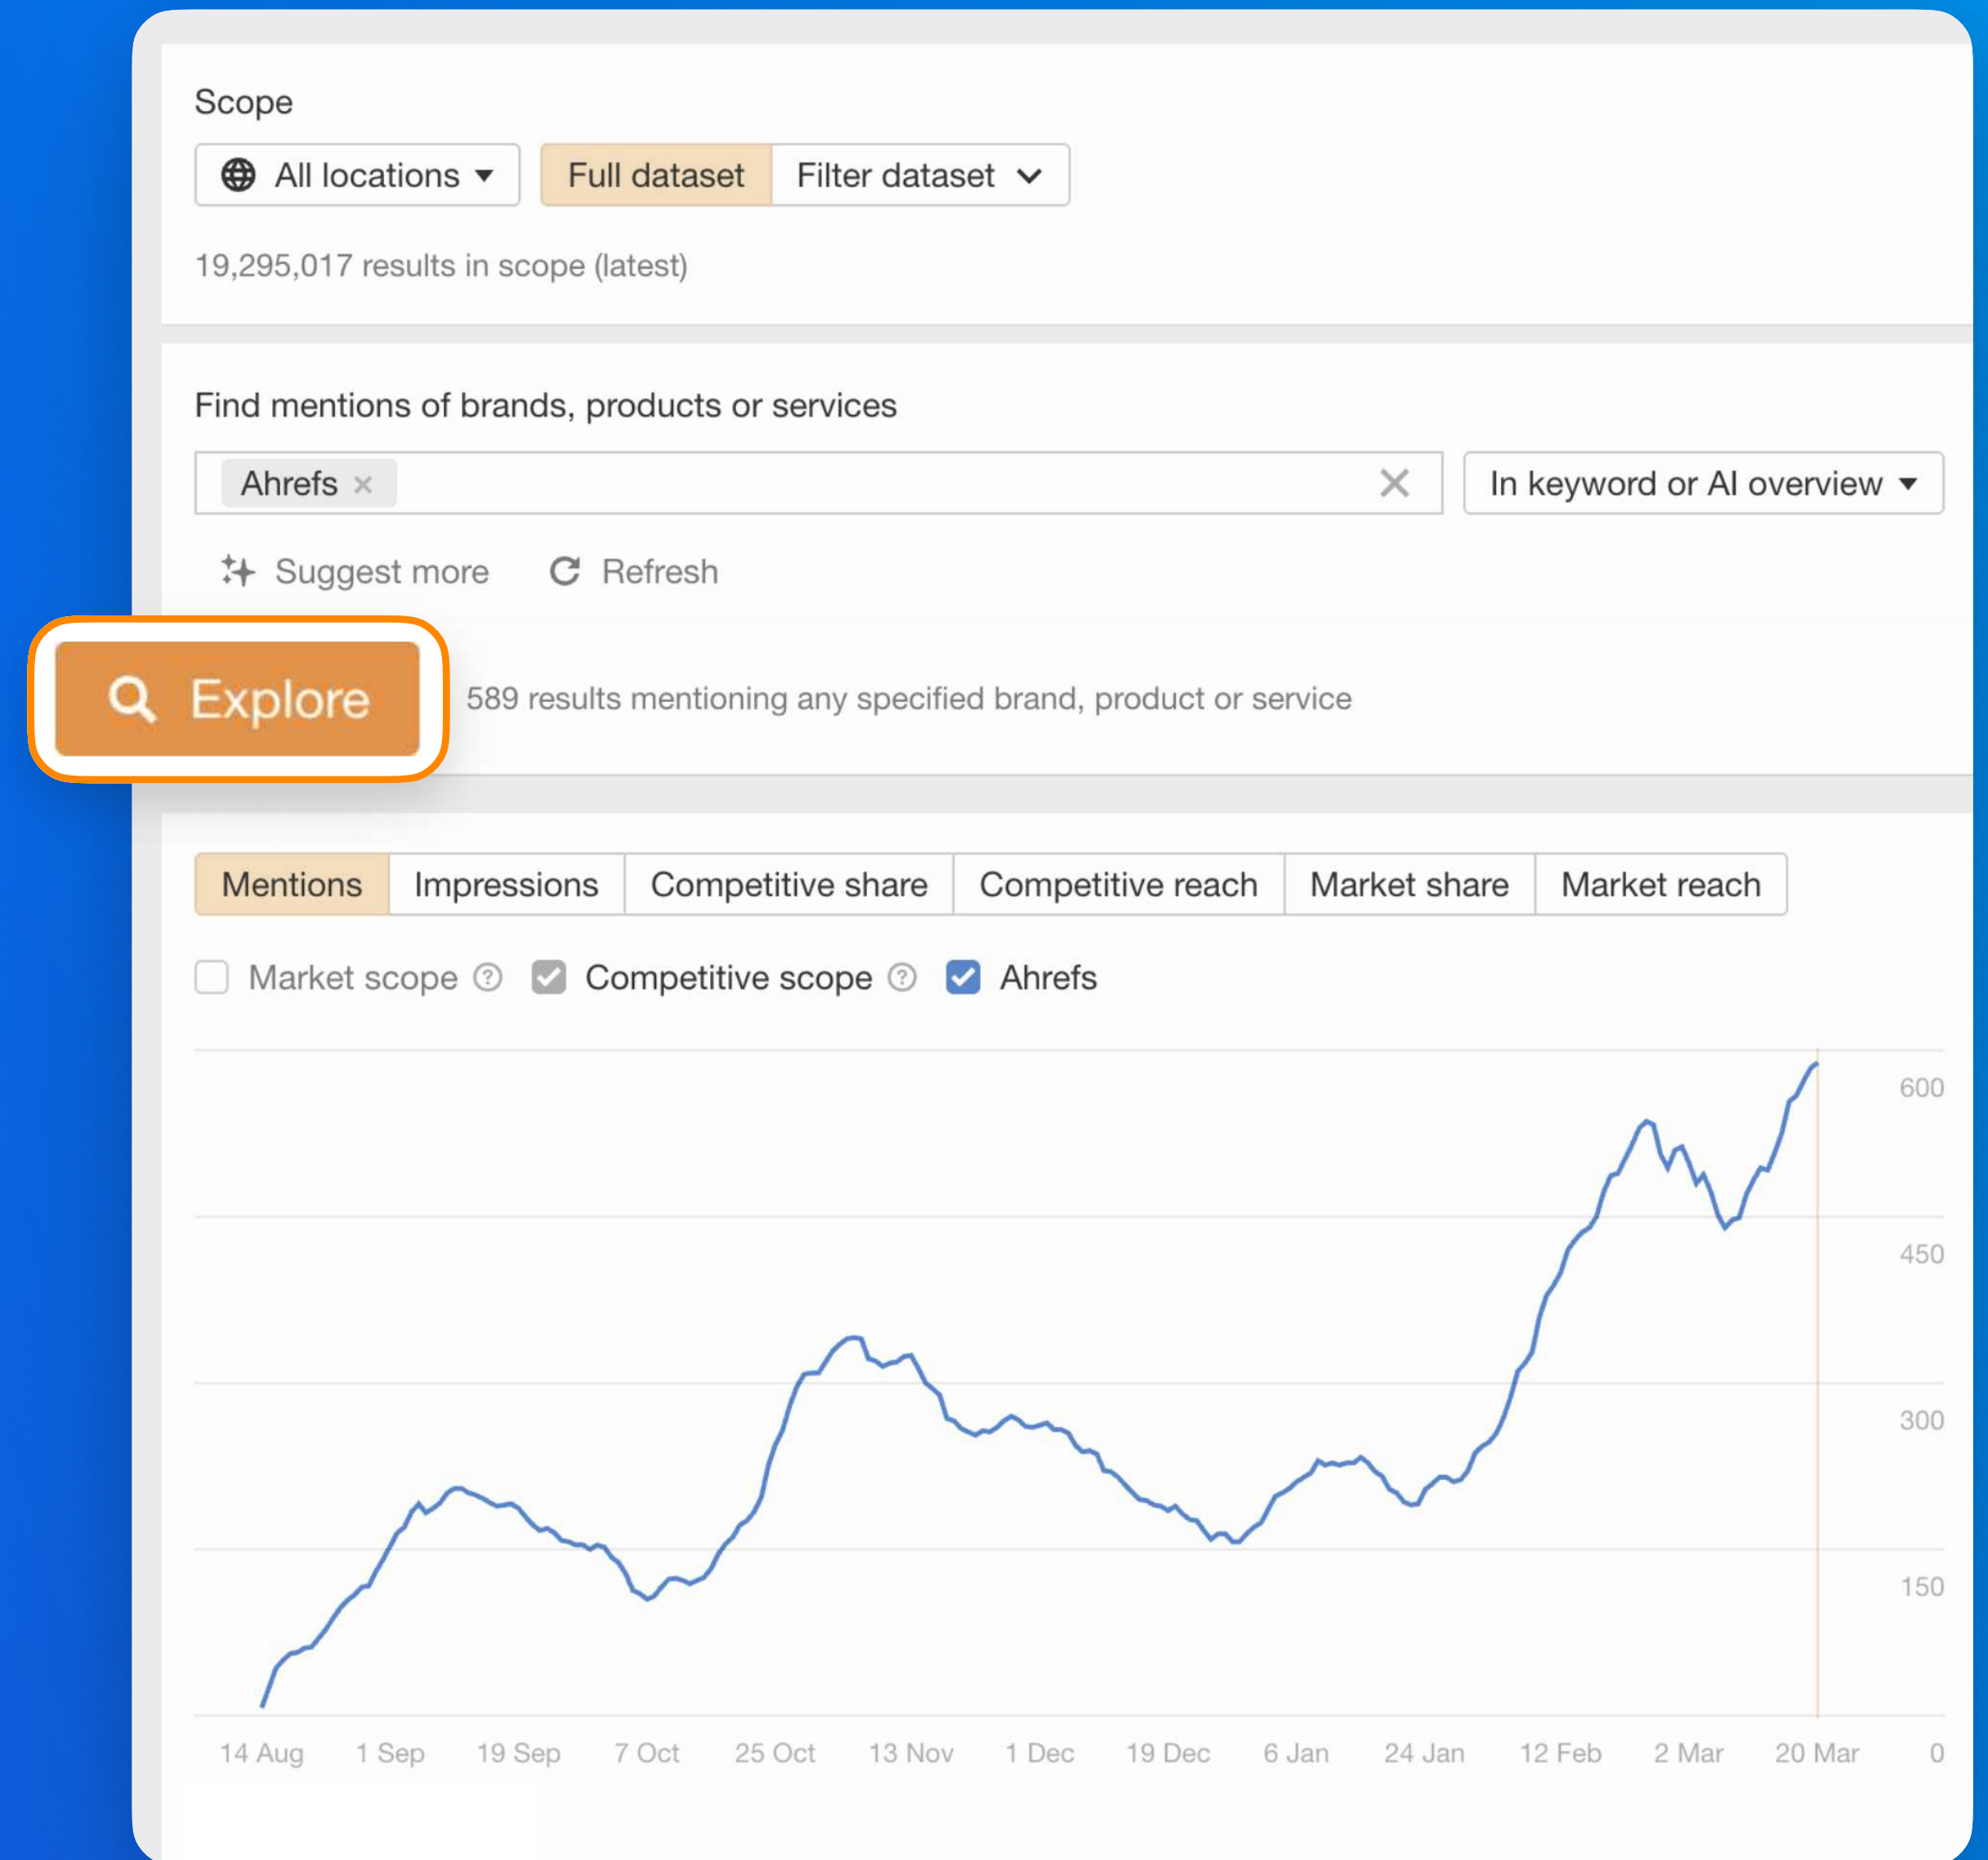 Scope
All locations Full dataset Filter dataset
19,295,017 results in scope (latest)
Find mentions of brands, products or services
Ahrefs × In keyword or AI overview
Suggest more Refresh
Explore 589 results mentioning any specified brand, product or service
Mentions Impressions Competitive share Competitive reach Market share Market reach
Market scope ? Competitive scope ? Ahrefs
600
450
300
150
14 Aug 1 Sep 19 Sep 7 Oct 25 Oct 13 Nov 1 Dec 19 Dec 6 Jan 24 Jan 12 Feb 2 Mar 20 Mar 0